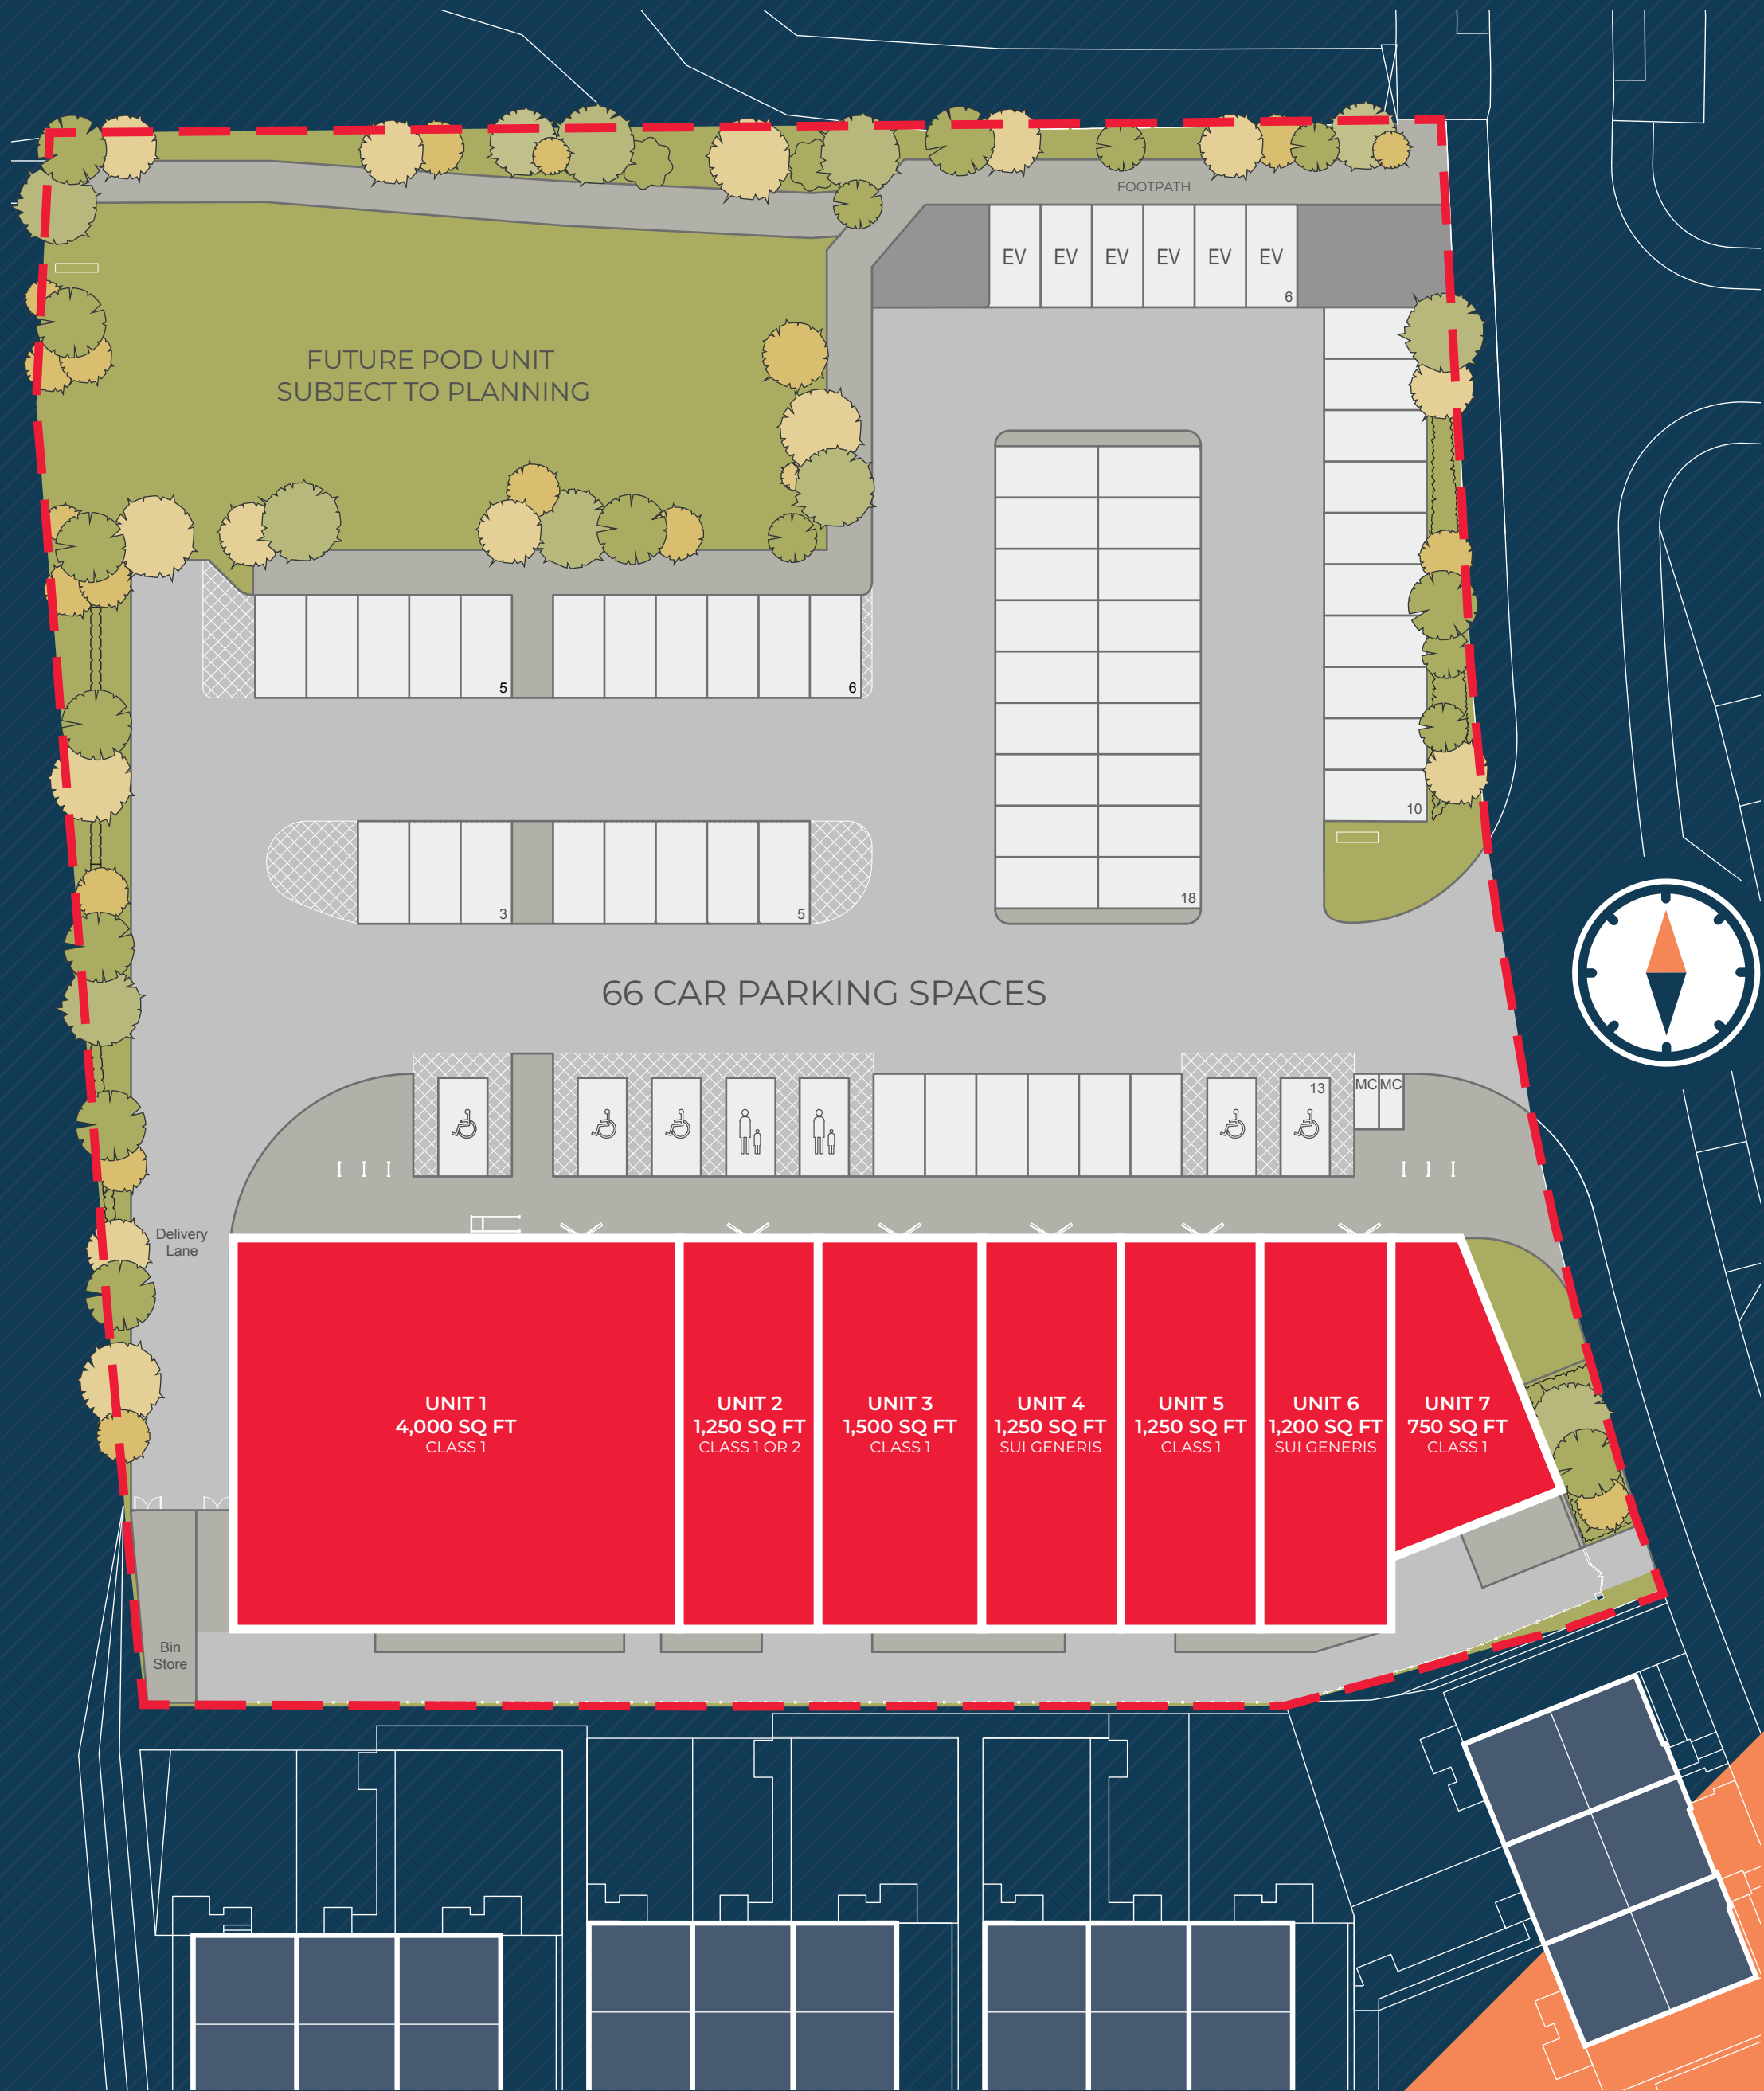 FOOTPATH
EV EV EV EV EV EV
6
FUTURE POD UNIT
SUBJECT TO PLANNING
5
6
10
18
3
5
66 CAR PARKING SPACES
13
MC MC
Delivery
Lane
UNIT 1
4,000 SQ FT
CLASS 1
UNIT 2
1,250 SQ FT
CLASS 1 OR 2
UNIT 3
1,500 SQ FT
CLASS 1
UNIT 4
1,250 SQ FT
SUI GENERIS
UNIT 5
1,250 SQ FT
CLASS 1
UNIT 6
1,200 SQ FT
SUI GENERIS
UNIT 7
750 SQ FT
CLASS 1
Bin
Store